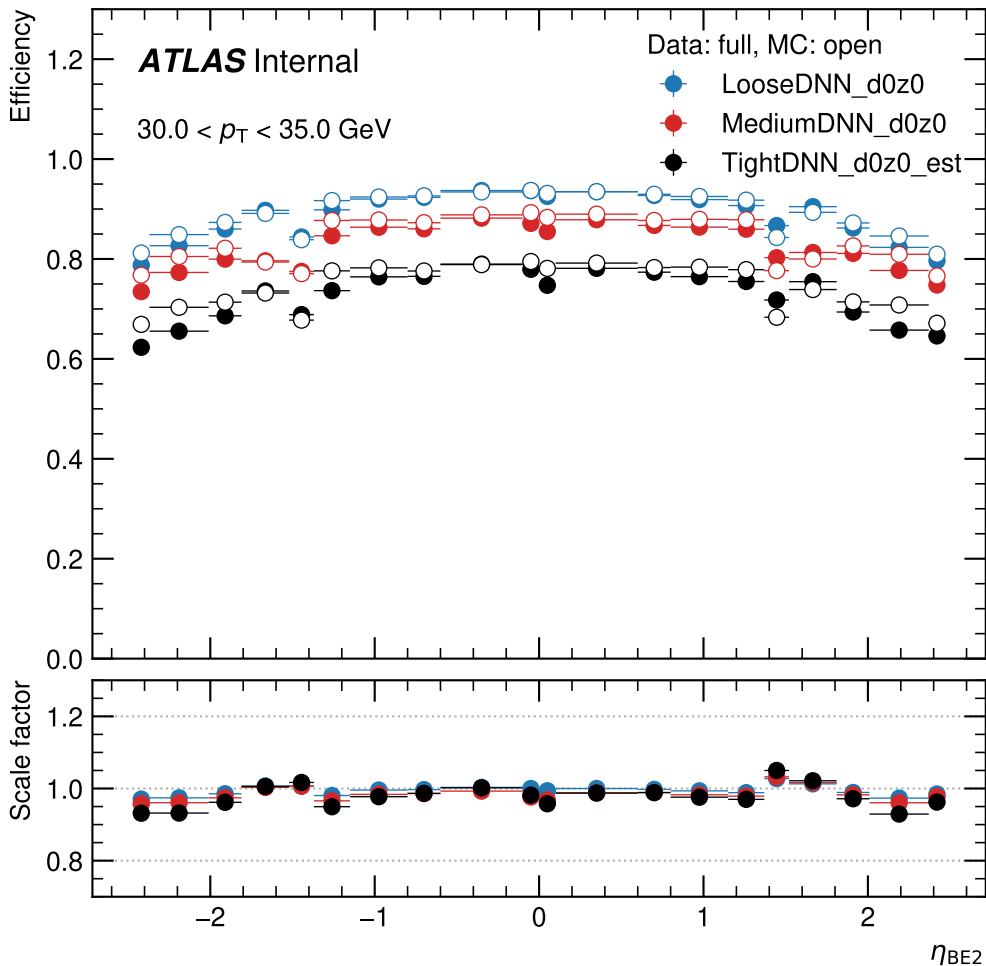 Efficiency
ATLAS Internal
30.0 < p_T < 35.0 GeV
Data: full, MC: open
LooseDNN_d0z0
MediumDNN_d0z0
TightDNN_d0z0_est
1.2
1.0
0.8
0.6
0.4
0.2
0.0
Scale factor
1.2
1.0
0.8
−2 −1 0 1 2
η_BE2